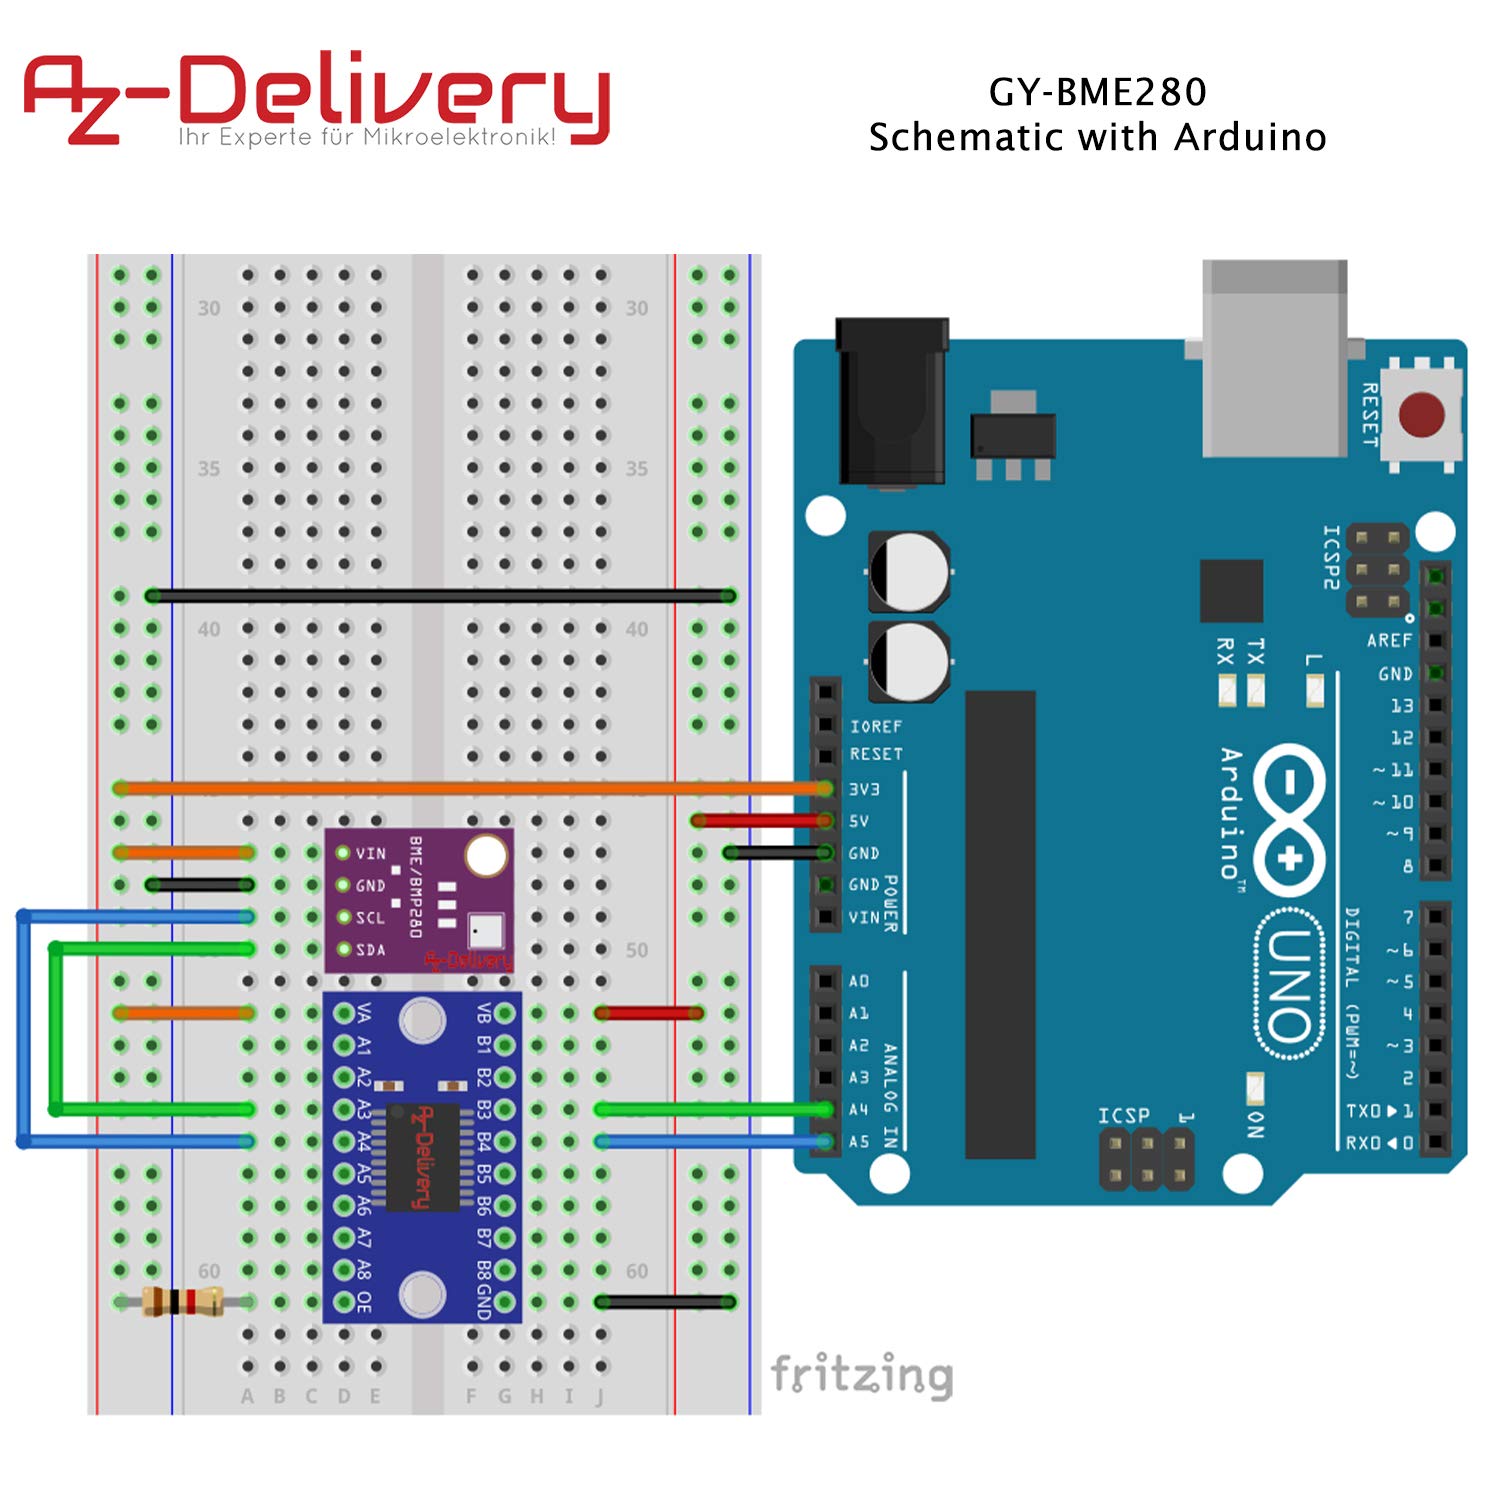 Az-Delivery
Ihr Experte für Mikroelektronik!
GY-BME280
Schematic with Arduino
30
30
35
35
40
40
50
60
60
A B C D E
F G H I J
VIN
GND
SCL
SDA
BME/BMP280
Az-Delivery
VA
A1
A2
A3
A4
A5
A6
A7
A8
OE
VB
B1
B2
B3
B4
B5
B6
B7
B8
GND
Az-Delivery
IOREF
RESET
3V3
5V
GND
GND
VIN
POWER
A0
A1
A2
A3
A4
A5
ANALOG IN
RESET
ICSP2
AREF
GND
13
12
~11
~10
~9
8
7
~6
~5
4
~3
2
TX0▶1
RX0◀0
DIGITAL (PWM=~)
RX
TX
L
Arduino™
UNO
ON
ICSP
1
fritzing